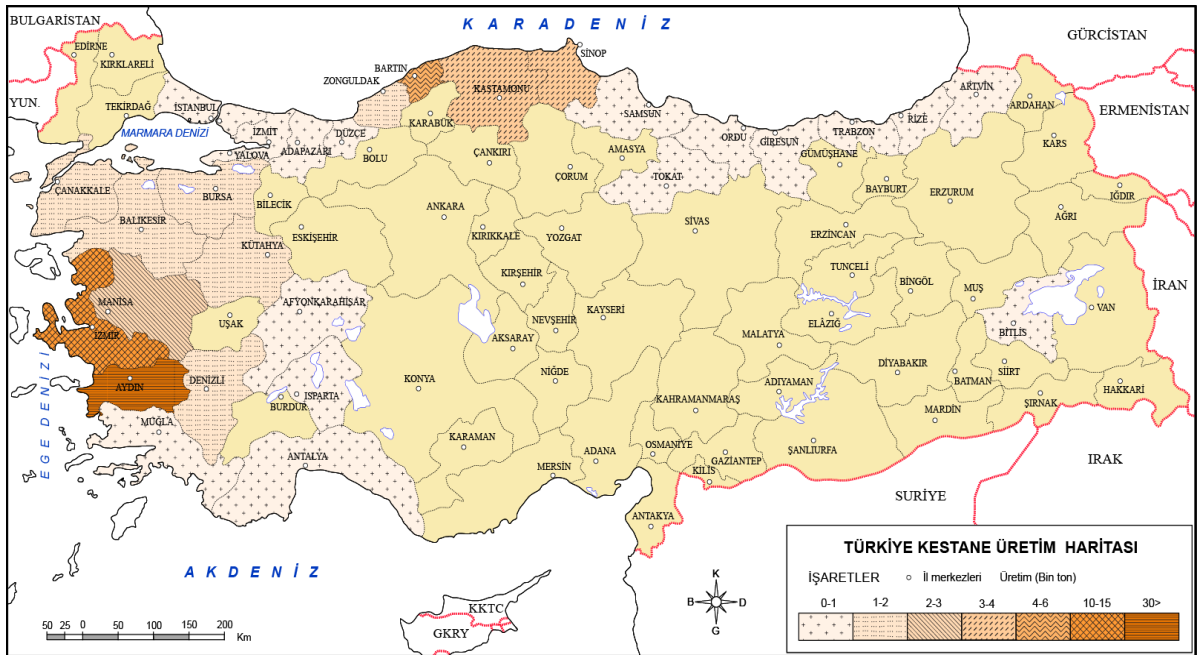 BULGARİSTAN
K A R A D E N İ Z
GÜRCİSTAN
EDİRNE
KIRKLARELİ
SİNOP
BARTIN
ZONGULDAK
KASTAMONU
ARTVİN
ARDAHAN
ERMENİSTAN
YUN.
TEKİRDAĞ
İSTANBUL
KARABÜK
SAMSUN
ORDU
GİRESUN
TRABZON
RİZE
KARS
MARMARA DENİZİ
İZMİT
ADAPAZARI
DÜZÇE
BOLU
YALOVA
ÇANKIRI
AMASYA
ÇORUM
TOKAT
GÜMÜŞHANE
BAYBURT
ERZURUM
IĞDIR
ÇANAKKALE
BURSA
BİLECİK
ANKARA
AĞRI
BALIKESİR
ESKİŞEHİR
KIRIKKALE
YOZGAT
SİVAS
ERZİNCAN
KÜTAHYA
KIRŞEHİR
TUNCELİ
BİNGÖL
MUŞ
İRAN
AFYONKARAHİSAR
MANİSA
UŞAK
NEVŞEHİR
KAYSERİ
ELÂZIĞ
VAN
İZMİR
AKSARAY
MALATYA
BİTLİS
EGE DENİZİ
AYDIN
DENİZLİ
BURDUR
ISPARTA
KONYA
NİĞDE
ADIYAMAN
DİYABAKIR
BATMAN
SİİRT
HAKKARİ
MUĞLA
KAHRAMANMARAŞ
MARDİN
ŞIRNAK
ANTALYA
KARAMAN
ADANA
OSMANİYE
GAZİANTEP
ŞANLIURFA
MERSİN
KİLİS
IRAK
SURİYE
ANTAKYA
A K D E N İ Z
KKTC
GKRY
K
B
D
G
50 25 0 50 100 150 200
Km
TÜRKİYE KESTANE ÜRETİM HARİTASI
İŞARETLER İl merkezleri Üretim (Bin ton)
0-1 1-2 2-3 3-4 4-6 10-15 30>